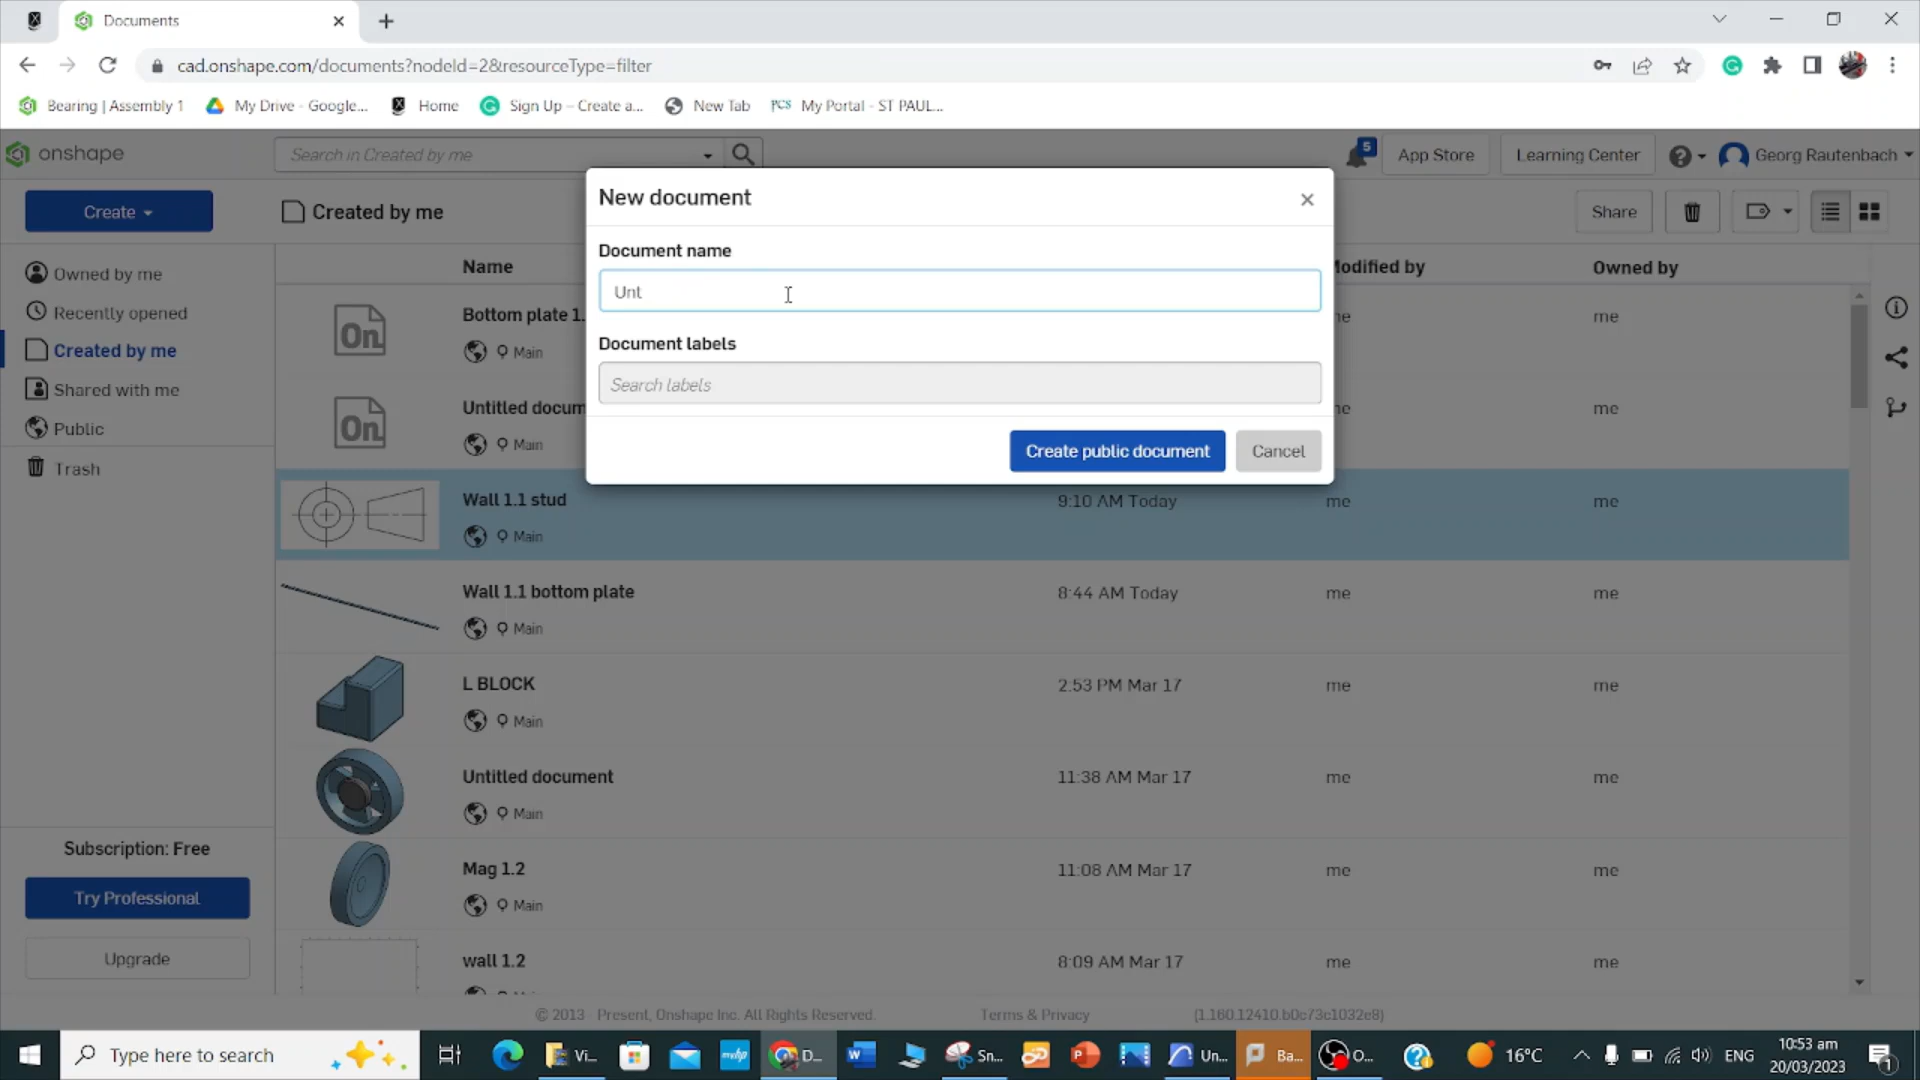 Documents
cad.onshape.com/documents?nodeId=2&resourceType=filter
Bearing | Assembly 1
My Drive - Google...
Home
Sign Up – Create a...
New Tab
PCS My Portal - ST PAUL...
onshape
Search in Created by me
5
App Store
Learning Center
Georg Rautenbach
Create
Created by me
Share
New document
Document name
Unt
Document labels
Search labels
Create public document
Cancel
Owned by me
Recently opened
Created by me
Shared with me
Public
Trash
Name
Modified by
Owned by
On
Bottom plate 1.
Main
me
On
Untitled docum
Main
me
Wall 1.1 stud
Main
9:10 AM Today
me
me
Wall 1.1 bottom plate
Main
8:44 AM Today
me
me
L BLOCK
Main
2:53 PM Mar 17
me
me
Untitled document
Main
11:38 AM Mar 17
me
me
Mag 1.2
Main
11:08 AM Mar 17
me
me
wall 1.2
8:09 AM Mar 17
me
me
Subscription: Free
Try Professional
Upgrade
© 2013 Present, Onshape Inc. All Rights Reserved.
Terms & Privacy
Type here to search
Vi...
D...
Sn...
Un...
Ba...
O...
16°C
ENG
10:53 am
20/03/2023
1